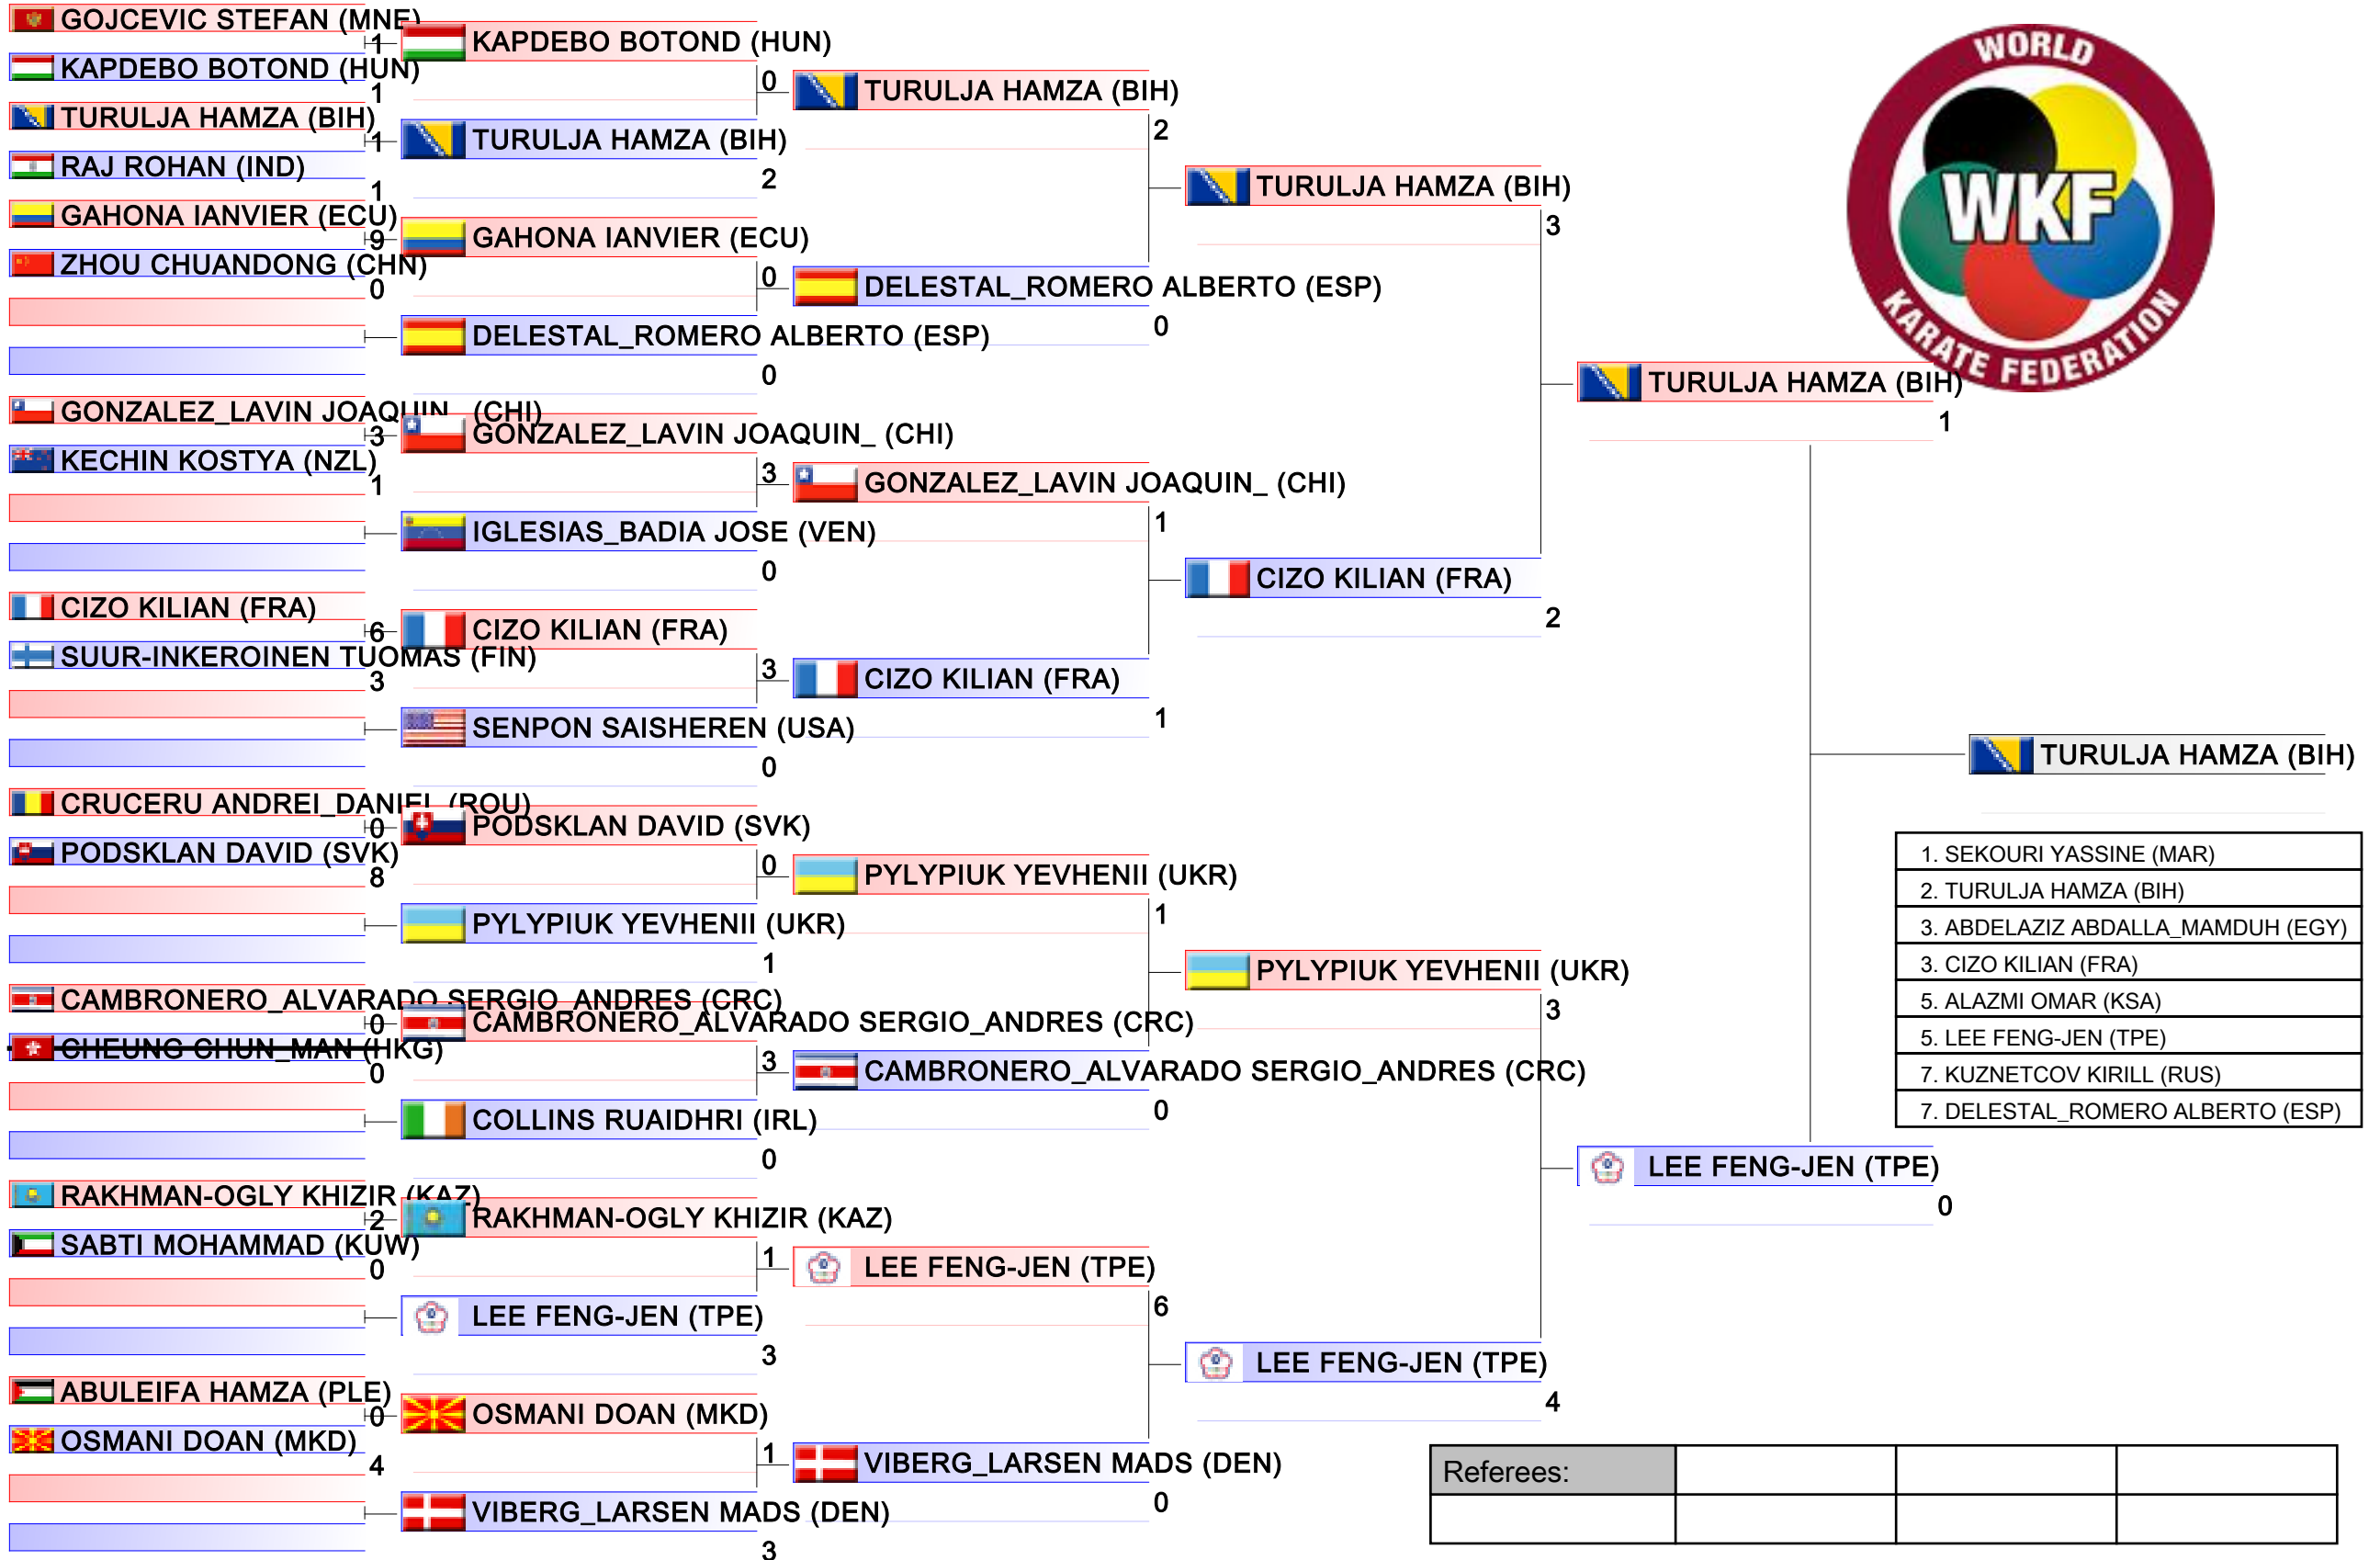 GOJCEVIC STEFAN (MNE)
1
KAPDEBO BOTOND (HUN)
1
TURULJA HAMZA (BIH)
1
RAJ ROHAN (IND)
1
GAHONA IANVIER (ECU)
9
ZHOU CHUANDONG (CHN)
0
GONZALEZ_LAVIN JOAQUIN_ (CHI)
3
KECHIN KOSTYA (NZL)
1
CIZO KILIAN (FRA)
6
SUUR-INKEROINEN TUOMAS (FIN)
3
CRUCERU ANDREI_DANIEL (ROU)
0
PODSKLAN DAVID (SVK)
8
CAMBRONERO_ALVARADO SERGIO_ANDRES (CRC)
0
CHEUNG CHUN_MAN (HKG)
0
RAKHMAN-OGLY KHIZIR (KAZ)
2
SABTI MOHAMMAD (KUW)
0
ABULEIFA HAMZA (PLE)
0
OSMANI DOAN (MKD)
4
KAPDEBO BOTOND (HUN)
0
TURULJA HAMZA (BIH)
2
GAHONA IANVIER (ECU)
0
DELESTAL_ROMERO ALBERTO (ESP)
0
GONZALEZ_LAVIN JOAQUIN_ (CHI)
3
IGLESIAS_BADIA JOSE (VEN)
0
CIZO KILIAN (FRA)
3
SENPON SAISHEREN (USA)
0
PODSKLAN DAVID (SVK)
0
PYLYPIUK YEVHENII (UKR)
1
CAMBRONERO_ALVARADO SERGIO_ANDRES (CRC)
3
COLLINS RUAIDHRI (IRL)
0
RAKHMAN-OGLY KHIZIR (KAZ)
1
LEE FENG-JEN (TPE)
3
OSMANI DOAN (MKD)
1
VIBERG_LARSEN MADS (DEN)
3
TURULJA HAMZA (BIH)
2
DELESTAL_ROMERO ALBERTO (ESP)
0
GONZALEZ_LAVIN JOAQUIN_ (CHI)
1
CIZO KILIAN (FRA)
1
PYLYPIUK YEVHENII (UKR)
1
CAMBRONERO_ALVARADO SERGIO_ANDRES (CRC)
0
LEE FENG-JEN (TPE)
6
VIBERG_LARSEN MADS (DEN)
0
TURULJA HAMZA (BIH)
3
CIZO KILIAN (FRA)
2
PYLYPIUK YEVHENII (UKR)
3
LEE FENG-JEN (TPE)
4
WORLD
WKF
KARATE FEDERATION
TURULJA HAMZA (BIH)
1
LEE FENG-JEN (TPE)
0
TURULJA HAMZA (BIH)
1. SEKOURI YASSINE (MAR)
2. TURULJA HAMZA (BIH)
3. ABDELAZIZ ABDALLA_MAMDUH (EGY)
3. CIZO KILIAN (FRA)
5. ALAZMI OMAR (KSA)
5. LEE FENG-JEN (TPE)
7. KUZNETCOV KIRILL (RUS)
7. DELESTAL_ROMERO ALBERTO (ESP)
Referees: